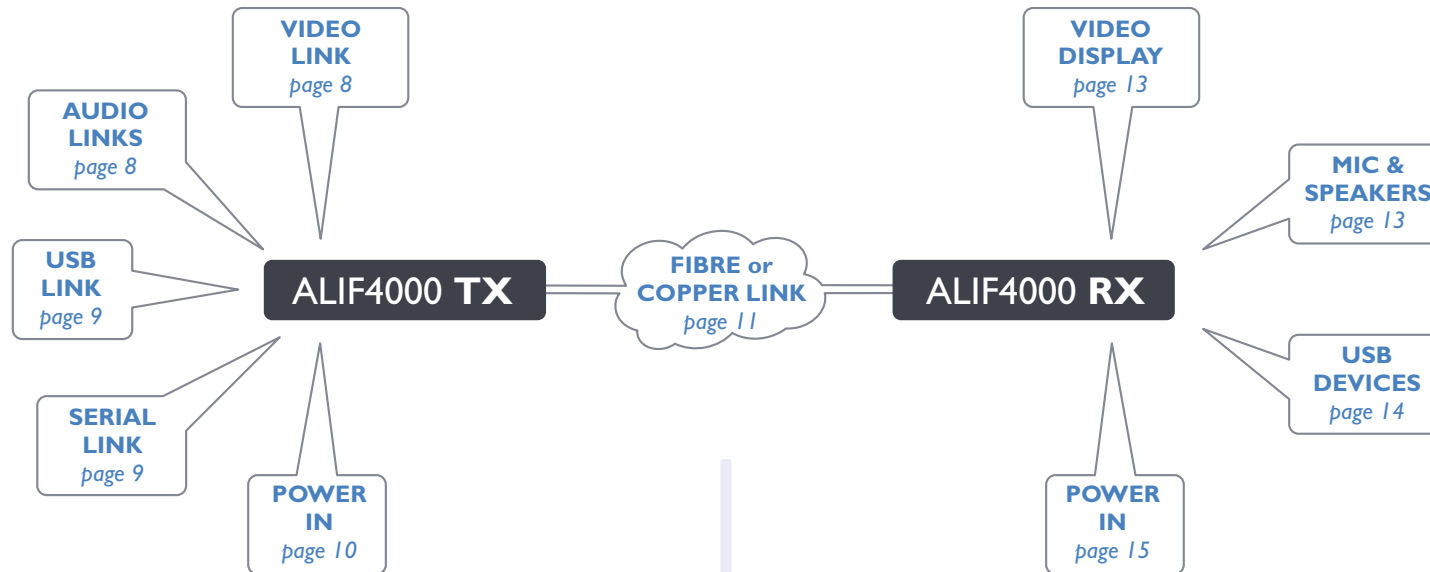 VIDEO
LINK
page 8
AUDIO
LINKS
page 8
USB
LINK
page 9
SERIAL
LINK
page 9
POWER
IN
page 10
ALIF4000 TX
FIBRE or
COPPER LINK
page 11
ALIF4000 RX
VIDEO
DISPLAY
page 13
MIC &
SPEAKERS
page 13
USB
DEVICES
page 14
POWER
IN
page 15